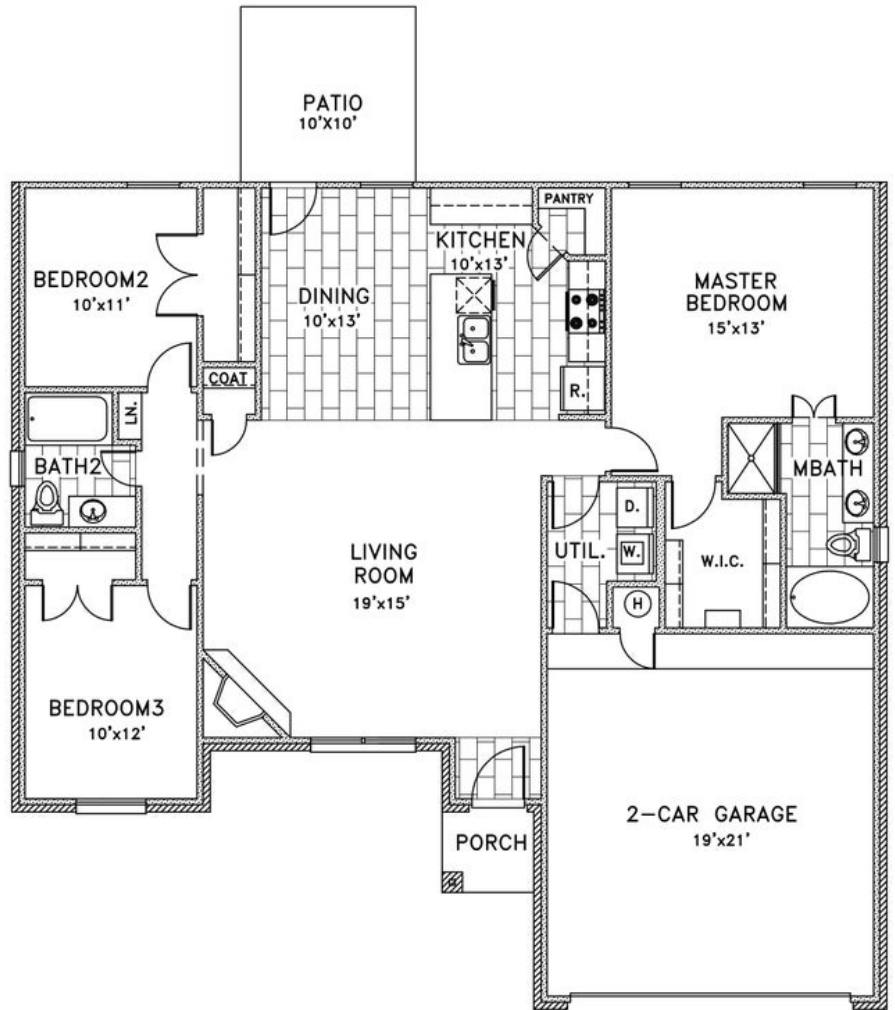 PATIO
10'X10'
PANTRY
KITCHEN
10'x13'
BEDROOM2
10'x11'
DINING
10'x13'
MASTER
BEDROOM
15'x13'
COAT
R.
LN.
BATH2
MBATH
D.
UTIL.
W.
W.I.C.
LIVING
ROOM
19'x15'
H
BEDROOM3
10'x12'
2-CAR GARAGE
19'x21'
PORCH